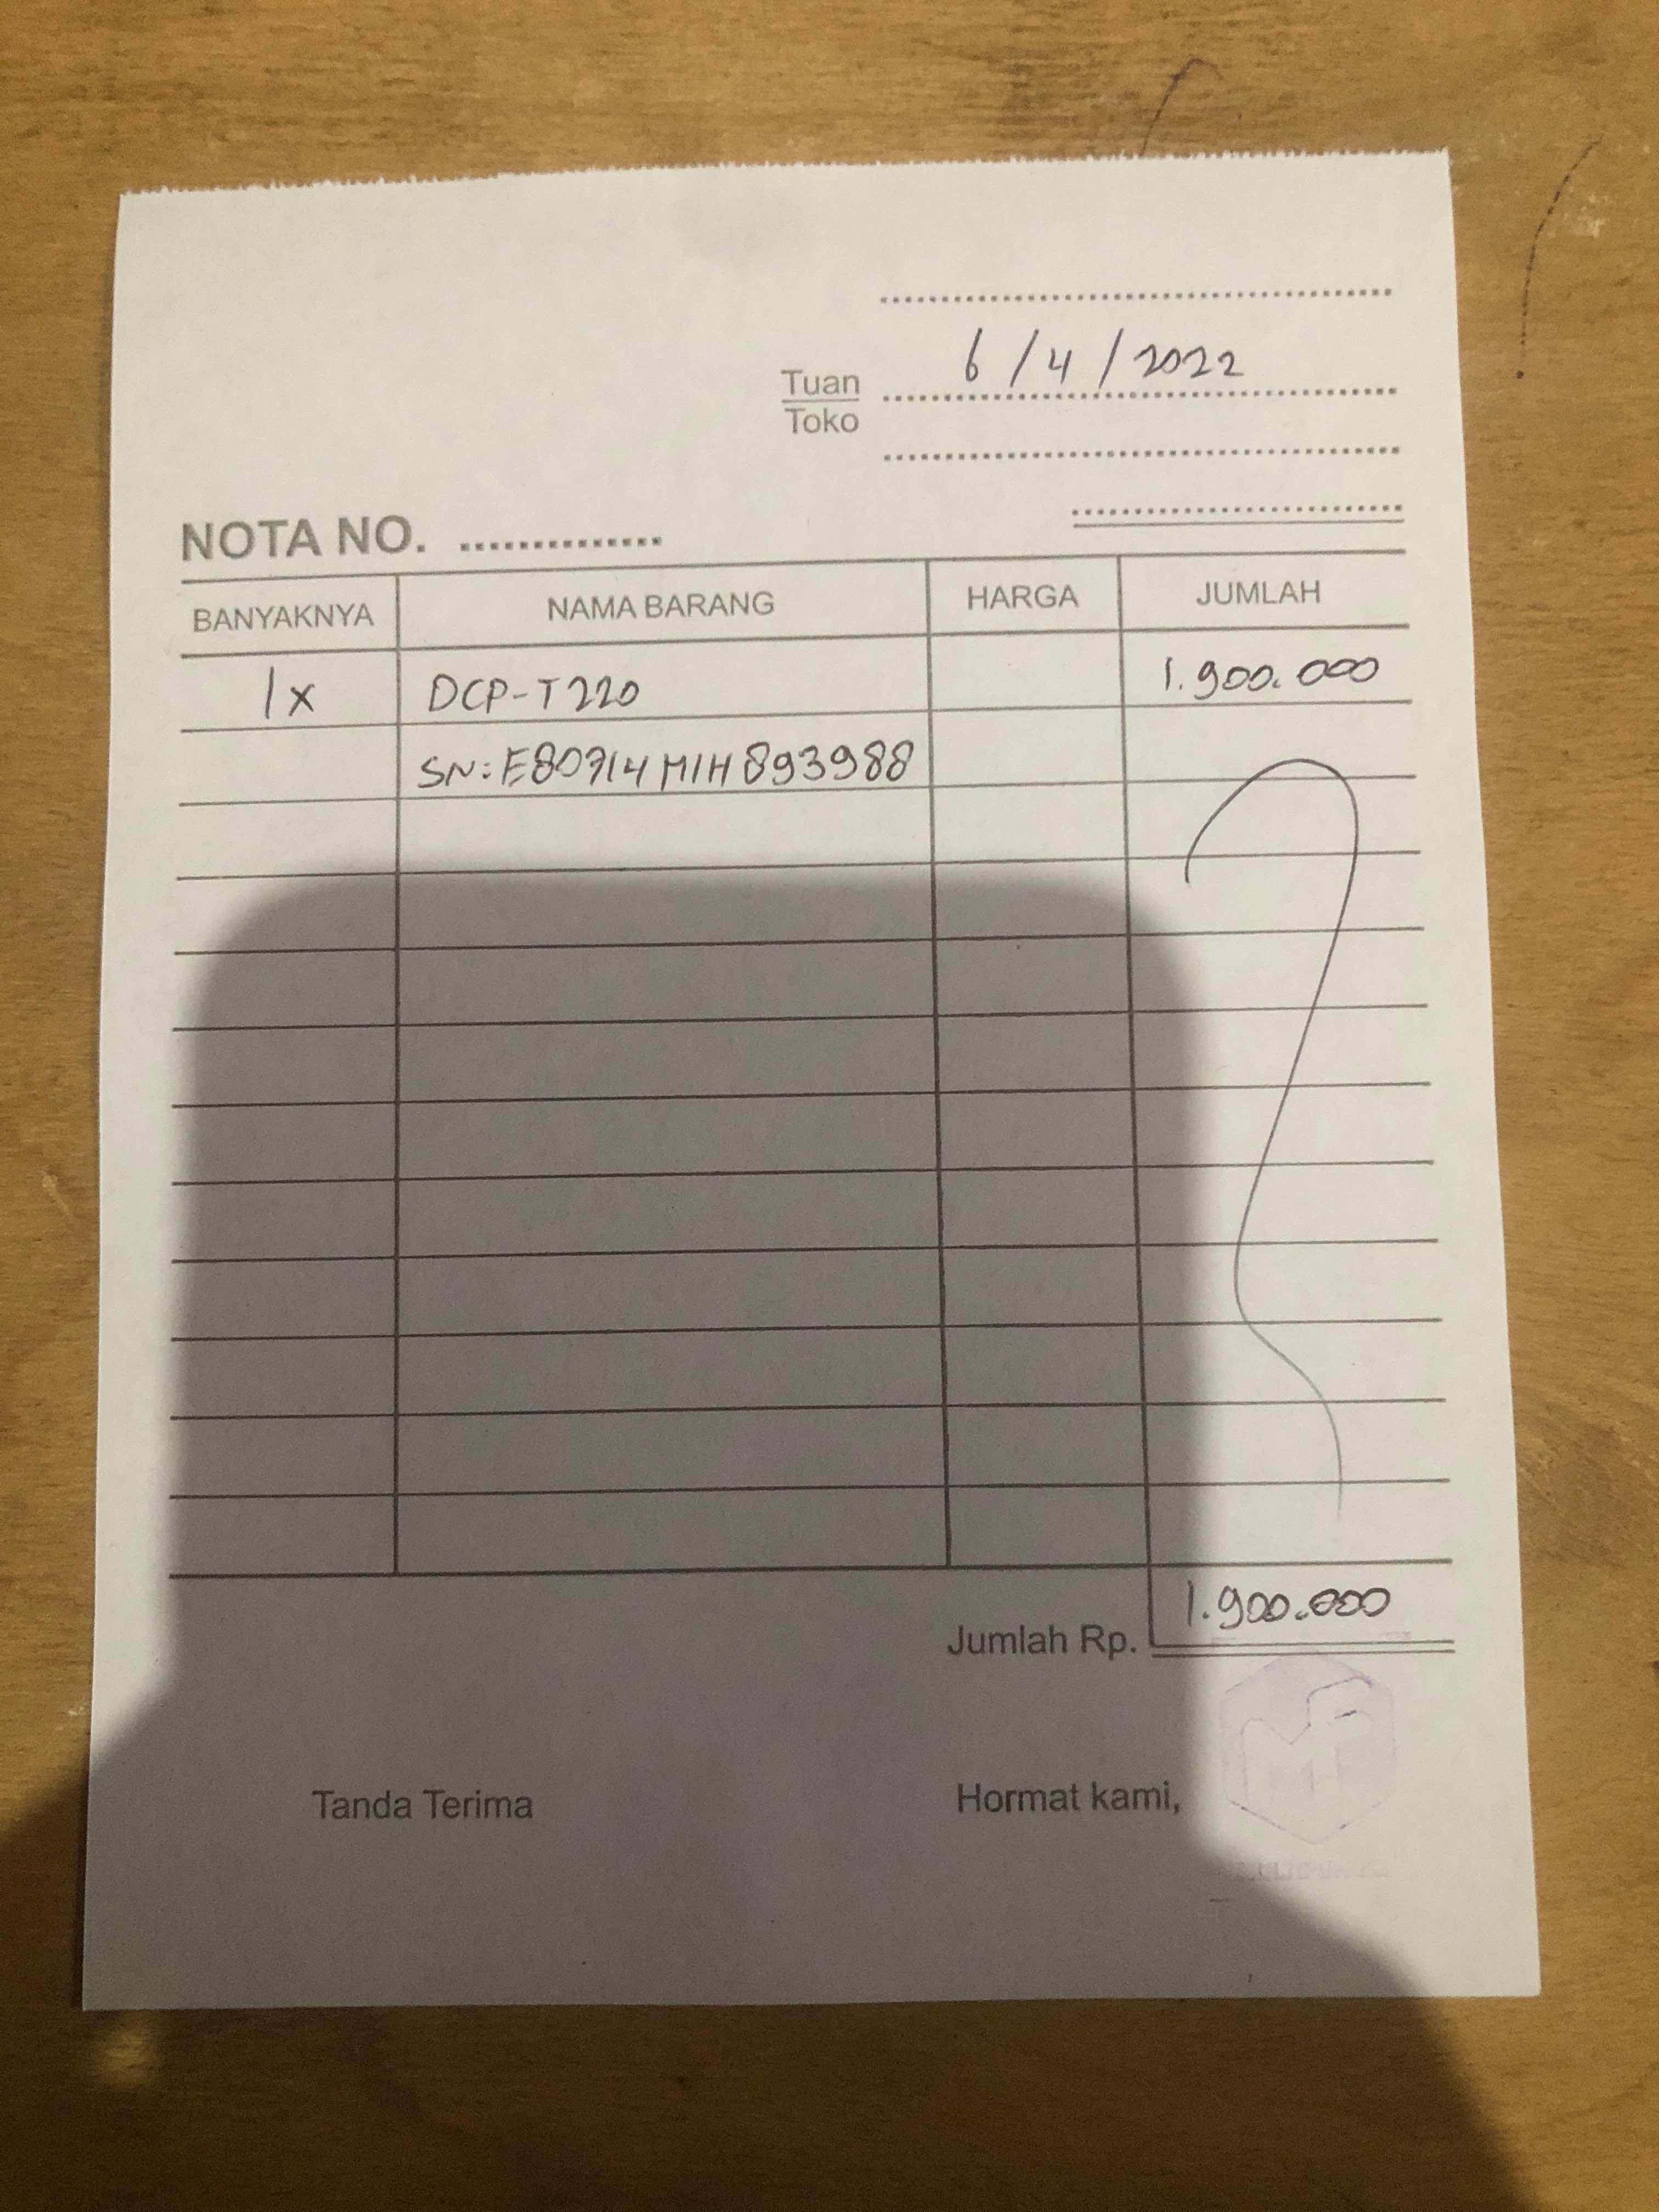 6/4/2022
Tuan
Toko
NOTA NO. ..............
BANYAKNYA NAMA BARANG HARGA JUMLAH
1x DCP-T220 1.900.000
SN: E80714M1H893988
Jumlah Rp. 1.900.000
Tanda Terima Hormat kami,